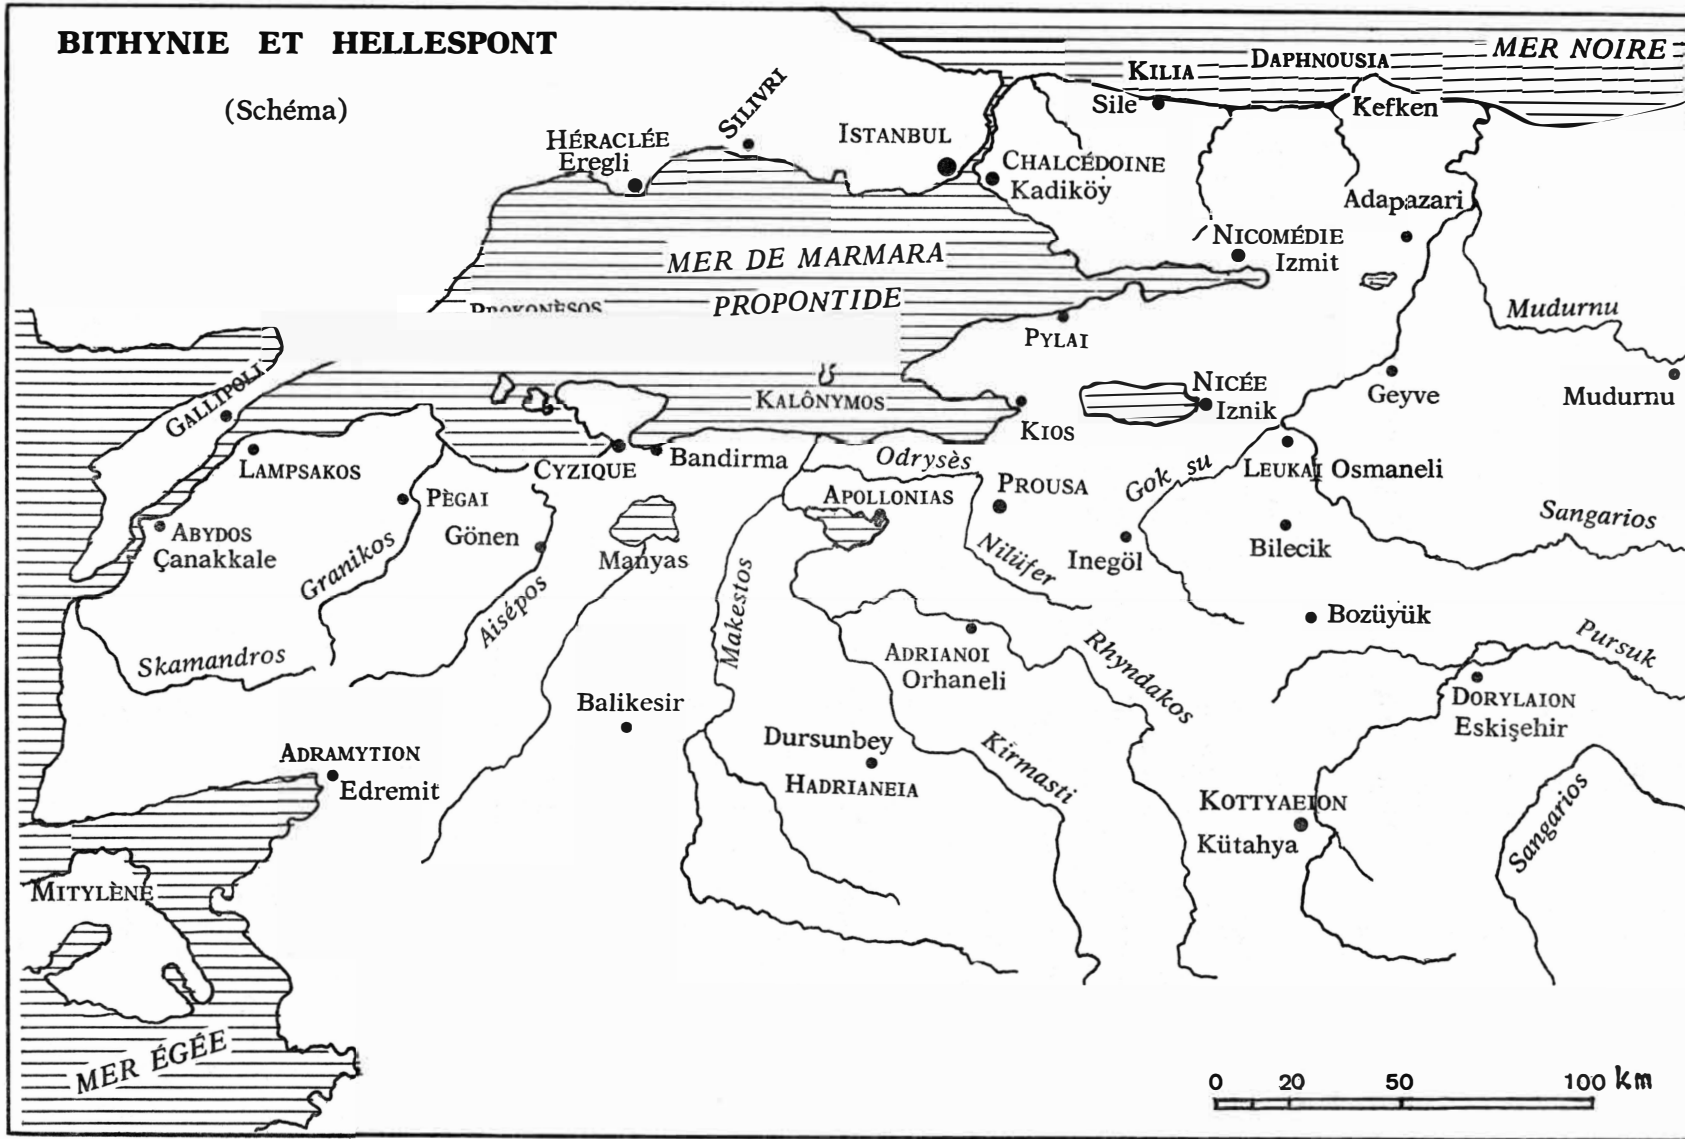 BITHYNIE ET HELLESPONT
(Schéma)
MER NOIRE
DAPHNOUSIA
KILIA
Sile
Kefken
SILIVRI
HÉRACLÉE
Eregli
ISTANBUL
CHALCÉDOINE
Kadiköy
Adapazari
NICOMÉDIE
Izmit
MER DE MARMARA
PROPONTIDE
PROKONÈSOS
PYLAI
Mudurnu
Mudurnu
Geyve
NICÉE
Iznik
GALLIPOLI
KALÔNYMOS
KIOS
LAMPSAKOS
CYZIQUE
Bandirma
Odrysès
PROUSA
Gok su
LEUKAI Osmaneli
PÈGAI
APOLLONIAS
Sangarios
ABYDOS
Çanakkale
Gönen
Manyas
Granikos
Aisépos
Makestos
Nilüfer
Inegöl
Bilecik
Bozüyük
Pursuk
Skamandros
ADRIANOI
Orhaneli
Rhyndakos
DORYLAION
Eskişehir
Balikesir
Dursunbey
HADRIANEIA
Kirmasti
ADRAMYTION
Edremit
KOTTYAEION
Kütahya
Sangarios
MITYLÈNE
MER ÉGÉE
0 20 50 100 km